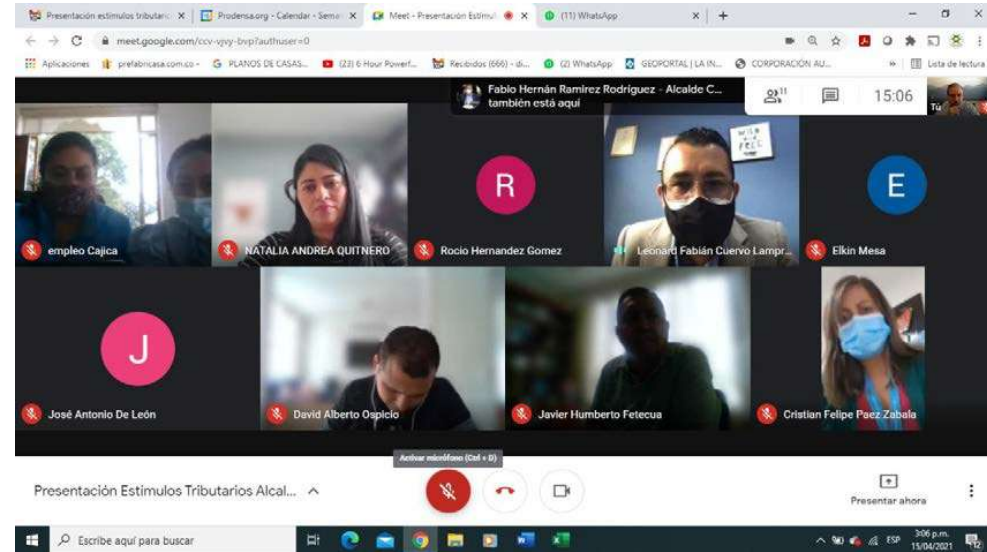 Presentación estímulos tributario
Prodensa.org - Calendar - Sema
Meet - Presentación Estímul
(11) WhatsApp
meet.google.com/ccv-vjvy-bvp?authuser=0
Aplicaciones
prefabricasa.com.co -
PLANOS DE CASAS...
(23) 6 Hour Powerf...
Recibidos (666) - di...
(2) WhatsApp
GEOPORTAL | LA IN...
CORPORACIÓN AU...
Lista de lectura
Fabio Hernán Ramírez Rodríguez - Alcalde C...
también está aquí
11
15:06
Tú
WILD
FREE
R
E
empleo Cajica
NATALIA ANDREA QUITNERO
Rocio Hernandez Gomez
Leonard Fabián Cuervo Lampr...
Elkin Mesa
J
José Antonio De León
David Alberto Ospicio
Javier Humberto Fetecua
Cristian Felipe Paez Zabala
Activar micrófono (Ctrl + D)
Presentación Estímulos Tributarios Alcal...
Presentar ahora
Escribe aquí para buscar
ESP
3:06 p.m.
15/04/2021